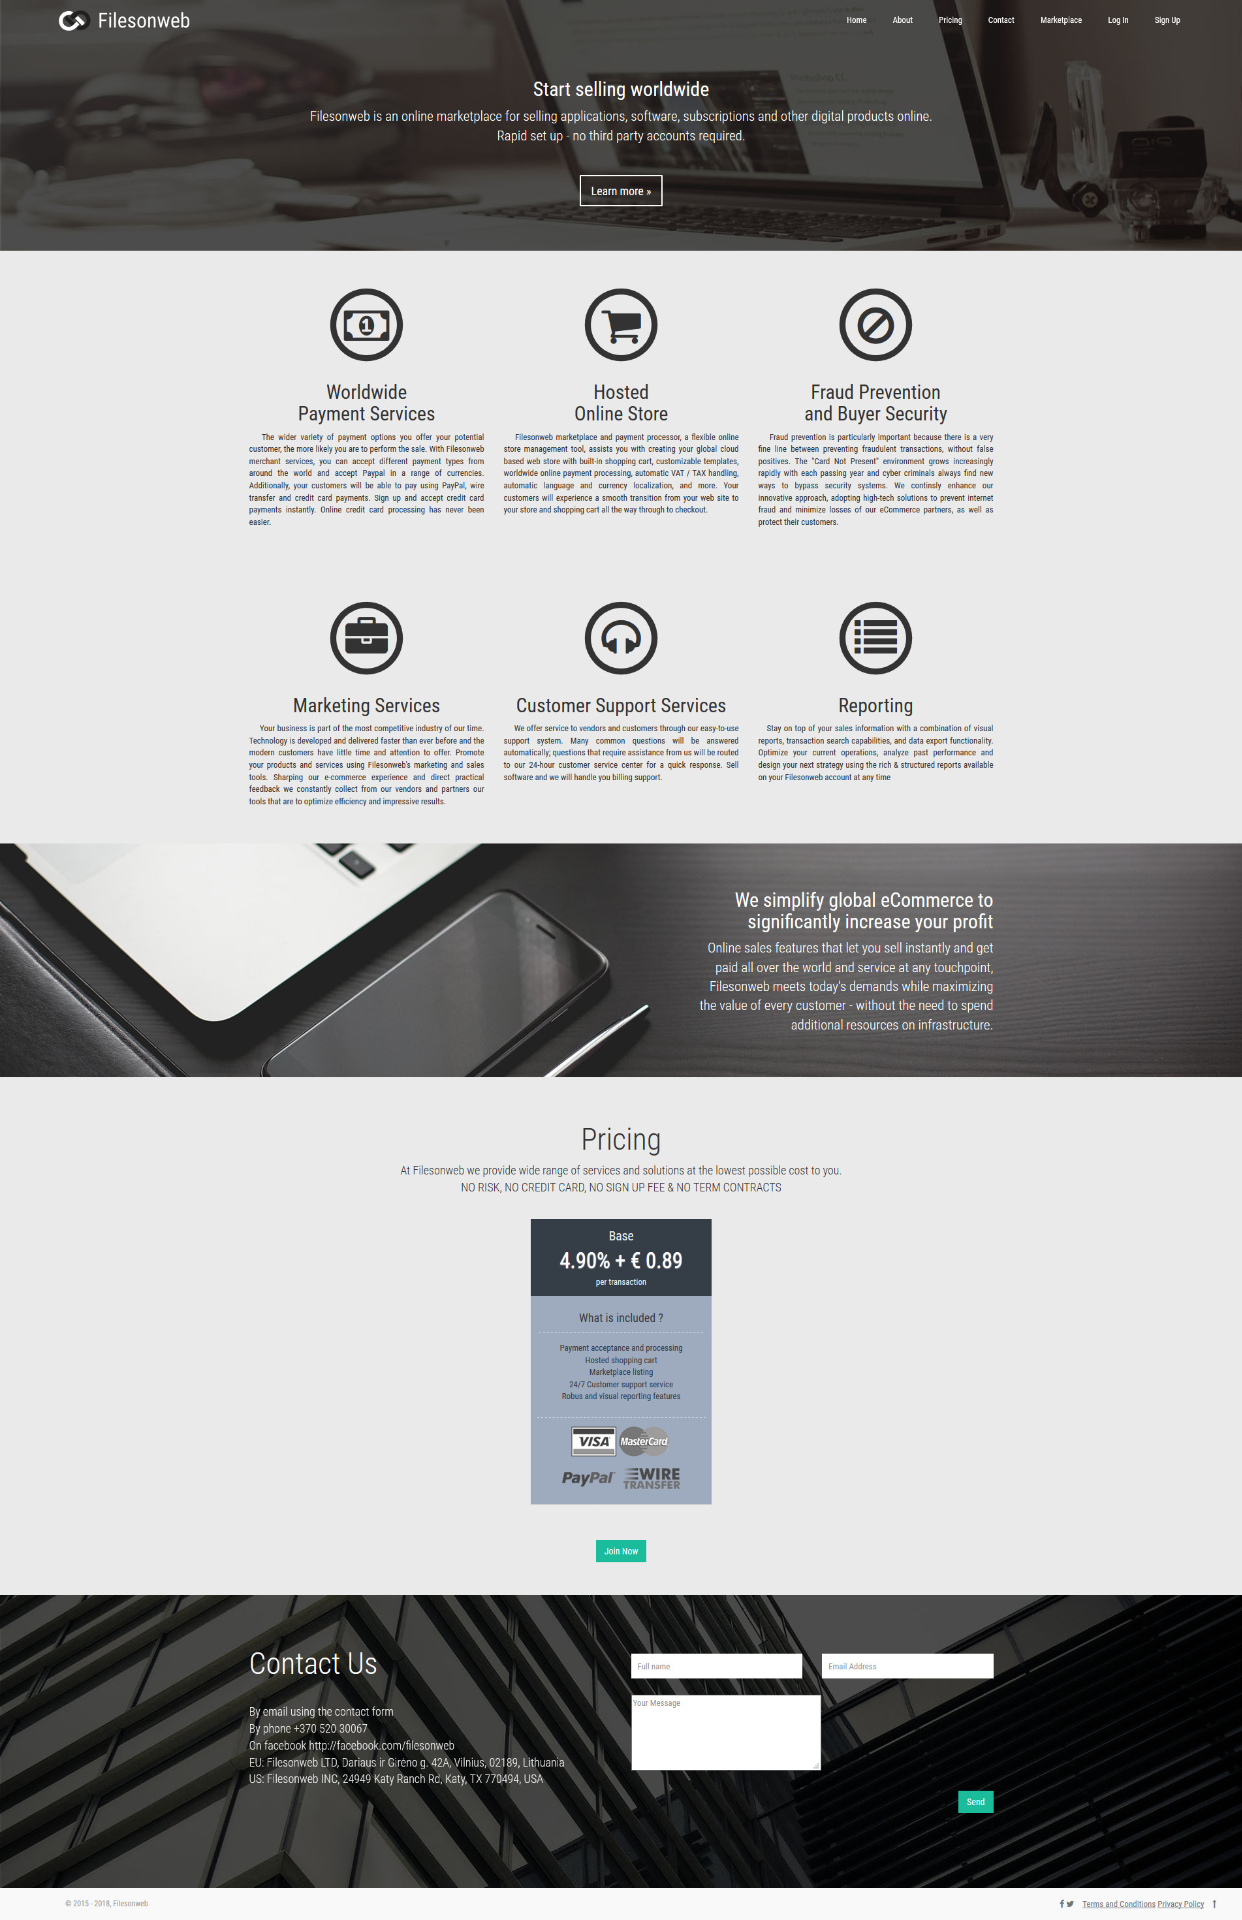 Filesonweb
Home About Pricing Contact Marketplace Log In Sign Up
Start selling worldwide
Filesonweb is an online marketplace for selling applications, software, subscriptions and other digital products online.
Rapid set up - no third party accounts required.
Learn more »
Worldwide
Payment Services
The wider variety of payment options you offer your potential
customer, the more likely you are to perform the sale. With Filesonweb
merchant services, you can accept different payment types from
around the world and accept Paypal in a range of currencies.
Additionally, your customers will be able to pay using PayPal, wire
transfer and credit card payments. Sign up and accept credit card
payments instantly. Online credit card processing has never been
easier.
Hosted
Online Store
Filesonweb marketplace and payment processor, a flexible online
store management tool, assists you with creating your global cloud
based web store with built-in shopping cart, customizable templates,
worldwide online payment processing, automatic VAT / TAX handling,
automatic language and currency localization, and more. Your
customers will experience a smooth transition from your web site to
your store and shopping cart all the way through to checkout.
Fraud Prevention
and Buyer Security
Fraud prevention is particularly important because there is a very
fine line between preventing fraudulent transactions, without false
positives. The "Card Not Present" environment grows increasingly
rapidly with each passing year and cyber criminals always find new
ways to bypass security systems. We continsly enhance our
innovative approach, adopting high-tech solutions to prevent internet
fraud and minimize losses of our eCommerce partners, as well as
protect their customers.
Marketing Services
Your business is part of the most competitive industry of our time.
Technology is developed and delivered faster than ever before and the
modern customers have little time and attention to offer. Promote
your products and services using Filesonweb's marketing and sales
tools. Sharping our e-commerce experience and direct practical
feedback we constantly collect from our vendors and partners our
tools that are to optimize efficiency and impressive results.
Customer Support Services
We offer service to vendors and customers through our easy-to-use
support system. Many common questions will be answered
automatically; questions that require assistance from us will be routed
to our 24-hour customer service center for a quick response. Sell
software and we will handle you billing support.
Reporting
Stay on top of your sales information with a combination of visual
reports, transaction search capabilities, and data export functionality.
Optimize your current operations, analyze past performance and
design your next strategy using the rich & structured reports available
on your Filesonweb account at any time
We simplify global eCommerce to
significantly increase your profit
Online sales features that let you sell instantly and get
paid all over the world and service at any touchpoint,
Filesonweb meets today's demands while maximizing
the value of every customer - without the need to spend
additional resources on infrastructure.
Pricing
At Filesonweb we provide wide range of services and solutions at the lowest possible cost to you.
NO RISK, NO CREDIT CARD, NO SIGN UP FEE & NO TERM CONTRACTS
Base
4.90% + € 0.89
per transaction
What is included ?
Payment acceptance and processing
Hosted shopping cart
Marketplace listing
24/7 Customer support service
Robus and visual reporting features
VISA MasterCard
PayPal WIRE TRANSFER
Join Now
Contact Us
By email using the contact form
By phone +370 520 30067
On facebook http://facebook.com/filesonweb
EU: Filesonweb LTD, Dariaus ir Gireno g. 42A, Vilnius, 02189, Lithuania
US: Filesonweb INC, 24949 Katy Ranch Rd, Katy, TX 770494, USA
Full name
Email Address
Your Message
Send
© 2015 - 2018, Filesonweb
Terms and Conditions Privacy Policy